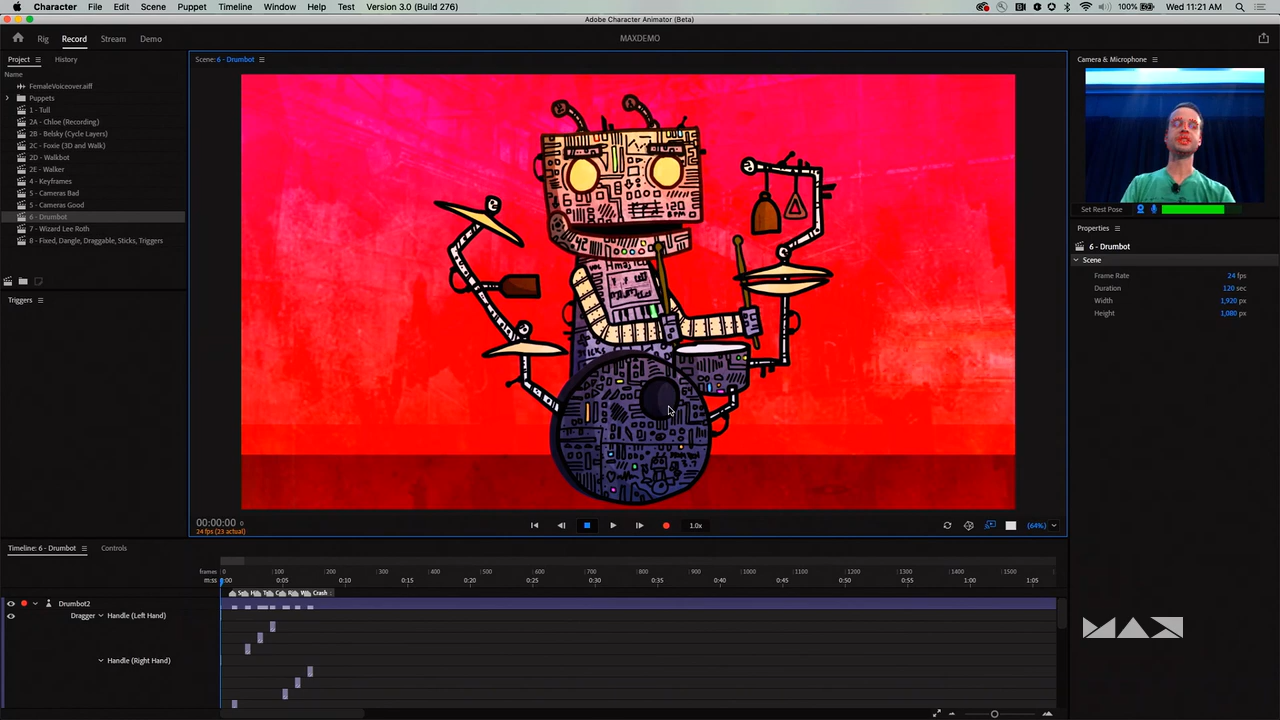 Character File Edit Scene Puppet Timeline Window Help Test Version 3.0 (Build 276) 100% Wed 11:21 AM
Adobe Character Animator (Beta)
Rig Record Stream Demo MAXDEMO
Project History
Name
FemaleVoiceover.aiff
Puppets
1 - Tull
2A - Chloe (Recording)
2B - Belsky (Cycle Layers)
2C - Foxie (3D and Walk)
2D - Walkbot
2E - Walker
4 - Keyframes
5 - Cameras Bad
5 - Cameras Good
6 - Drumbot
7 - Wizard Lee Roth
8 - Fixed, Dangle, Draggable, Sticks, Triggers
Triggers
Scene: 6 - Drumbot
00:00:00 0
24 fps (23 actual)
1.0x
(64%)
Camera & Microphone
Set Rest Pose
Properties
6 - Drumbot
Scene
Frame Rate 24 fps
Duration 120 sec
Width 1,920 px
Height 1,080 px
Timeline: 6 - Drumbot Controls
frames 0 100 200 300 400 500 600 700 800 900 1000 1100 1200 1300 1400 1500
m:ss 0:00 0:05 0:10 0:15 0:20 0:25 0:30 0:35 0:40 0:45 0:50 0:55 1:00 1:05
Crash
Drumbot2
Dragger Handle (Left Hand)
Handle (Right Hand)
MAX